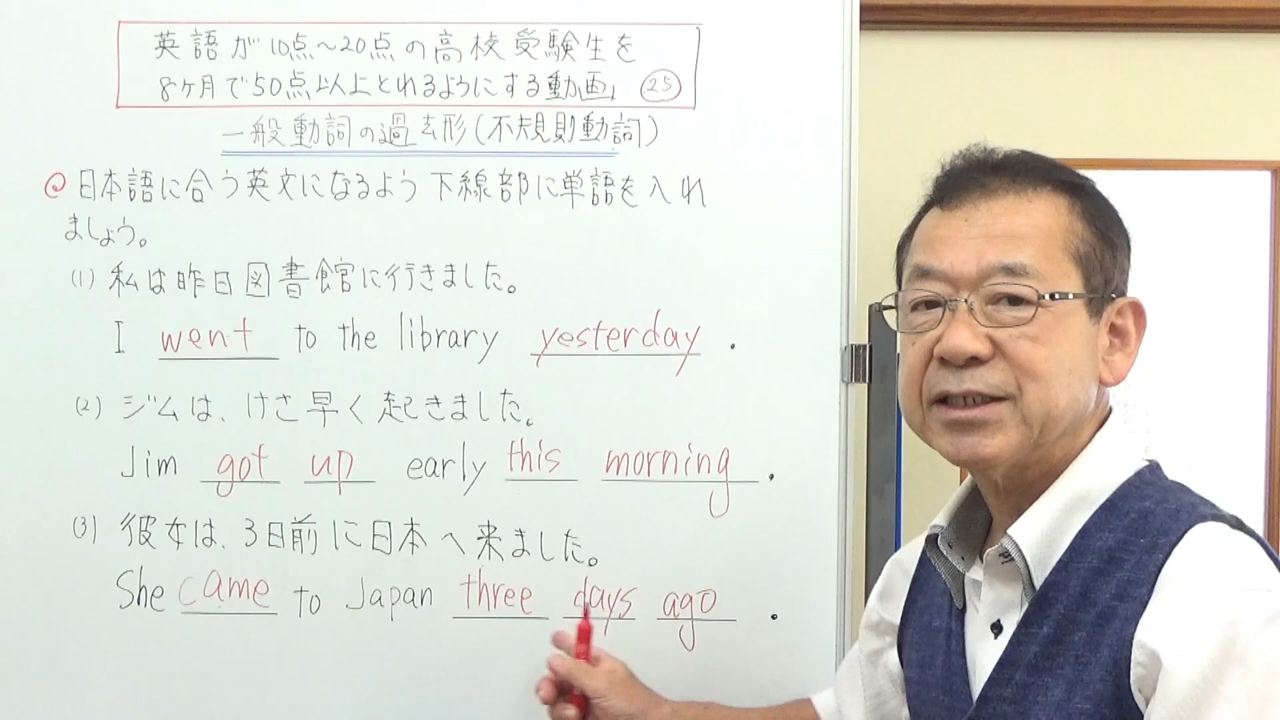 英語が10点～20点の高校受験生を
8ヶ月で50点以上とれるようにする動画」 25
一般動詞の過去形(不規則動詞)
◎日本語に合う英文になるよう下線部に単語を入れ
ましょう。
(1) 私は昨日図書館に行きました。
I went to the library yesterday .
(2) ジムは、けさ早く起きました。
Jim got up early this morning .
(3) 彼女は、3日前に日本へ来ました。
She came to Japan three days ago .